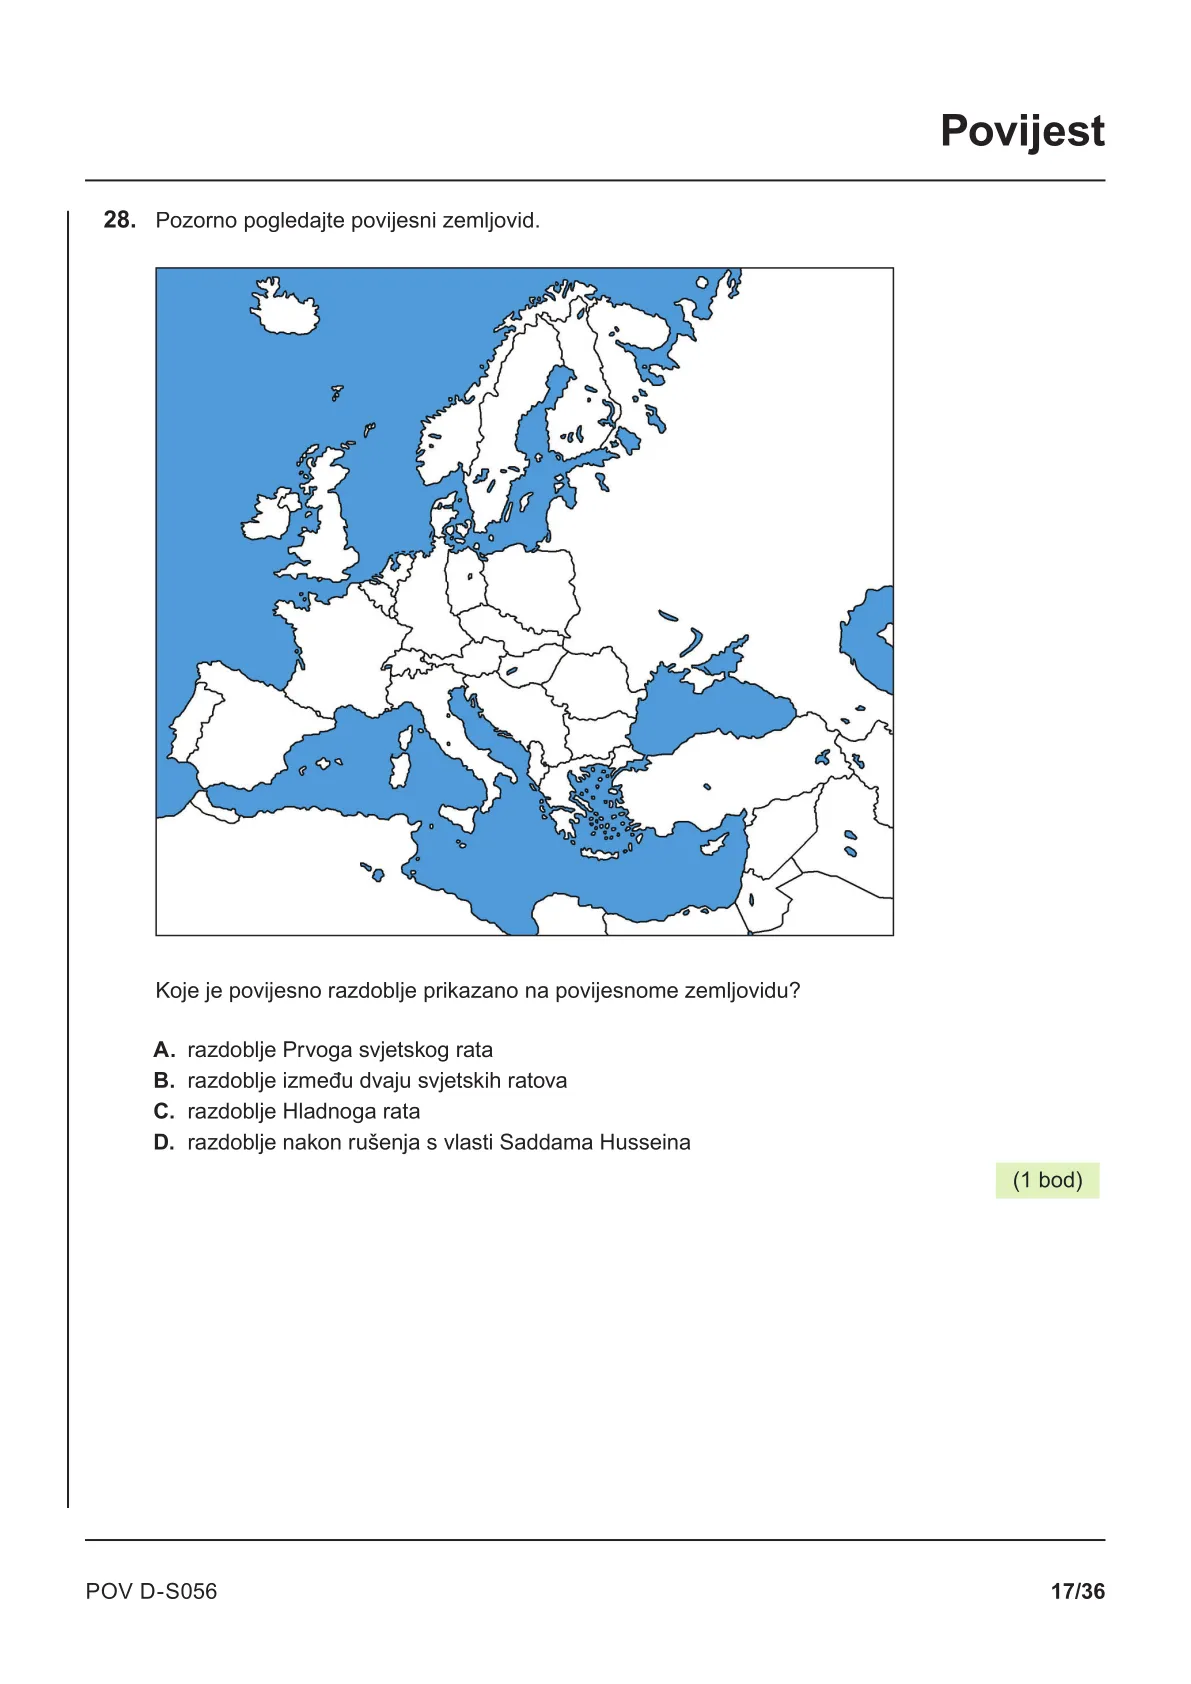 Povijest
28. Pozorno pogledajte povijesni zemljovid.
Koje je povijesno razdoblje prikazano na povijesnome zemljovidu?
A. razdoblje Prvoga svjetskog rata
B. razdoblje između dvaju svjetskih ratova
C. razdoblje Hladnoga rata
D. razdoblje nakon rušenja s vlasti Saddama Husseina
(1 bod)
POV D-S056
17/36